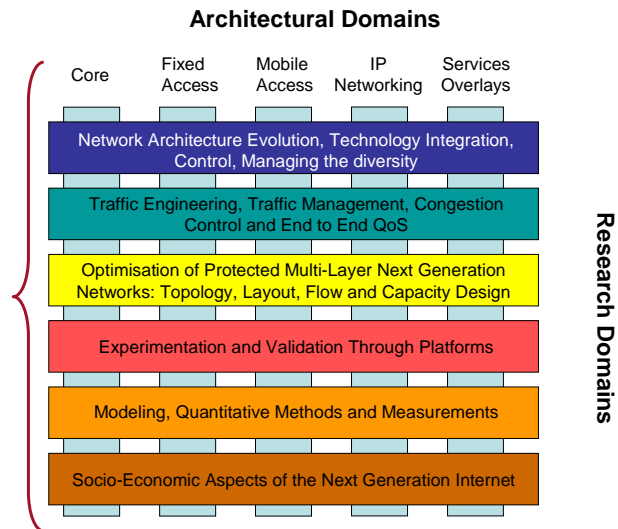 Architectural Domains
Core
Fixed
Access
Mobile
Access
IP
Networking
Services
Overlays
Network Architecture Evolution, Technology Integration,
Control, Managing the diversity
Traffic Engineering, Traffic Management, Congestion
Control and End to End QoS
Optimisation of Protected Multi-Layer Next Generation
Networks: Topology, Layout, Flow and Capacity Design
Experimentation and Validation Through Platforms
Modeling, Quantitative Methods and Measurements
Socio-Economic Aspects of the Next Generation Internet
Research Domains